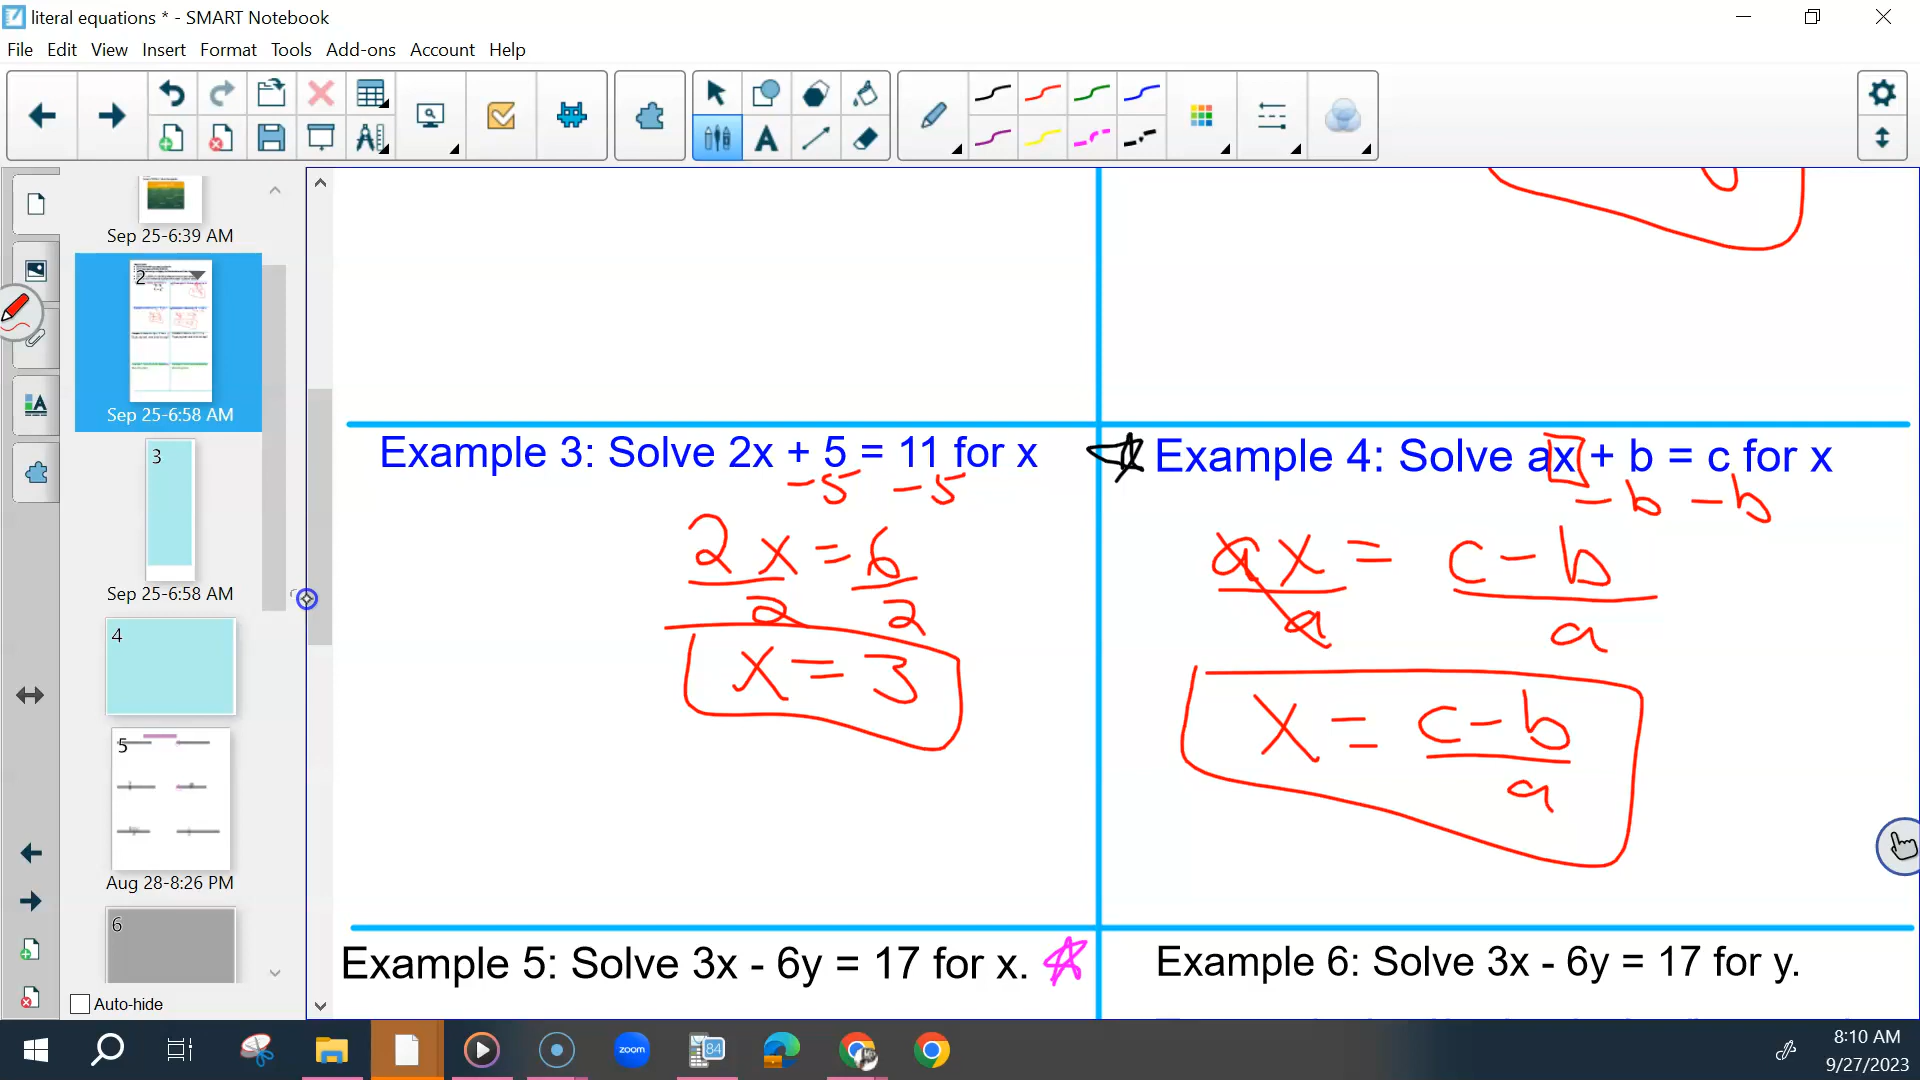 literal equations * - SMART Notebook
File Edit View Insert Format Tools Add-ons Account Help
Sep 25-6:39 AM
2
Sep 25-6:58 AM
3
Sep 25-6:58 AM
4
5
Aug 28-8:26 PM
6
Auto-hide
Example 3: Solve 2x + 5 = 11 for x
-5 -5
2x = 6
2 2
x = 3
Example 4: Solve ax + b = c for x
- b - b
ax = c - b
a a
x = c - b
a
Example 5: Solve 3x - 6y = 17 for x.
Example 6: Solve 3x - 6y = 17 for y.
zoom
84
8:10 AM
9/27/2023